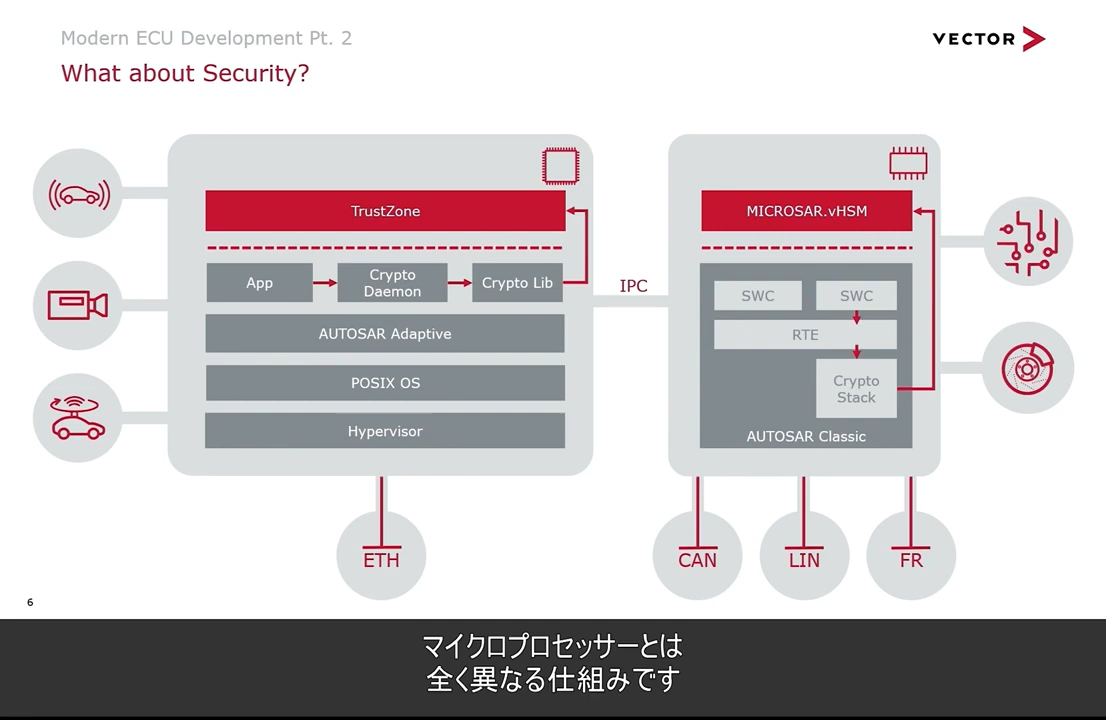 Modern ECU Development Pt. 2
VECTOR
What about Security?
TrustZone
App
Crypto
Daemon
Crypto Lib
AUTOSAR Adaptive
POSIX OS
Hypervisor
IPC
MICROSAR.vHSM
SWC
SWC
RTE
Crypto
Stack
AUTOSAR Classic
ETH
CAN
LIN
FR
6
マイクロプロセッサーとは
全く異なる仕組みです